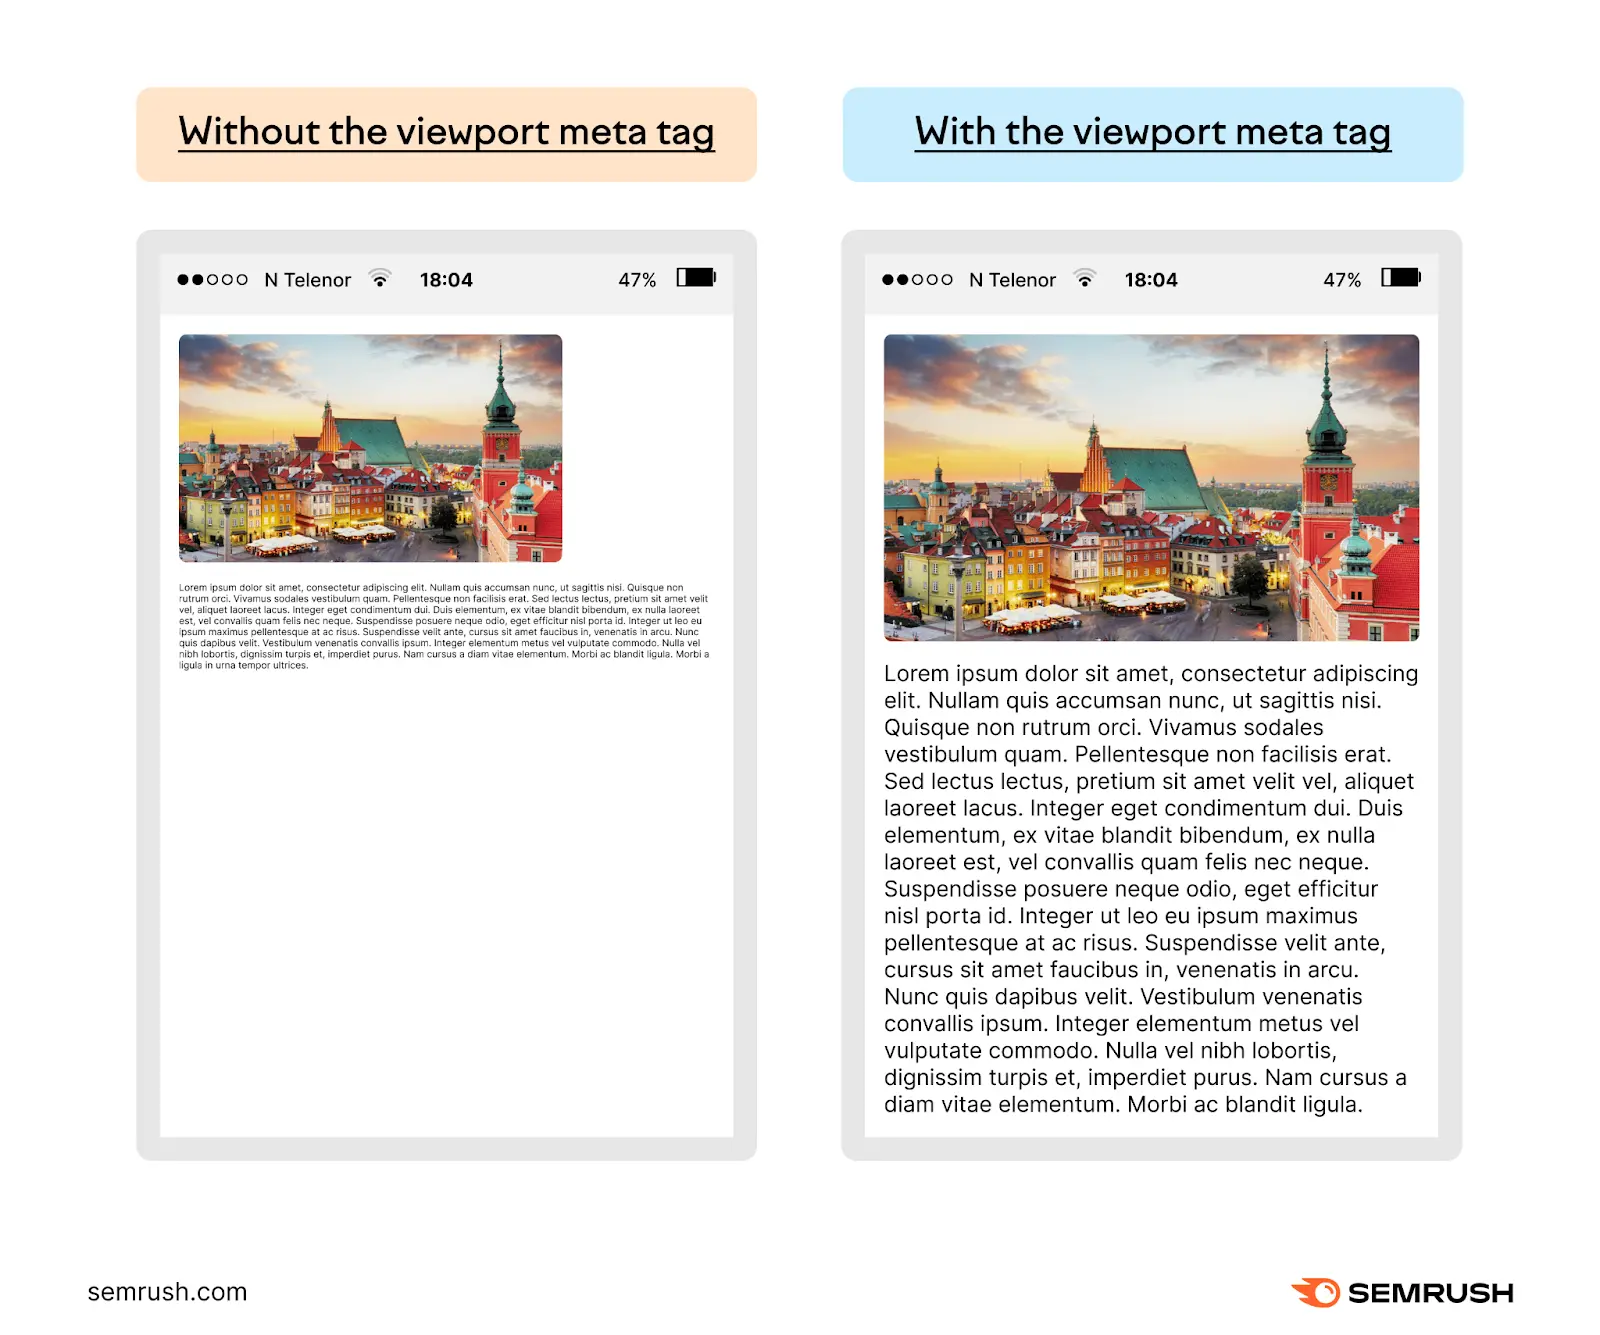 Without the viewport meta tag
With the viewport meta tag
N Telenor 18:04 47%
Lorem ipsum dolor sit amet, consectetur adipiscing elit. Nullam quis accumsan nunc, ut sagittis nisi. Quisque non
rutrum orci. Vivamus sodales vestibulum quam. Pellentesque non facilisis erat. Sed lectus lectus, pretium sit amet velit
vel, aliquet laoreet lacus. Integer eget condimentum dui. Duis elementum, ex vitae blandit bibendum, ex nulla laoreet
est, vel convallis quam felis nec neque. Suspendisse posuere neque odio, eget efficitur nisl porta id. Integer ut leo eu
ipsum maximus pellentesque at ac risus. Suspendisse velit ante, cursus sit amet faucibus in, venenatis in arcu. Nunc
quis dapibus velit. Vestibulum venenatis convallis ipsum. Integer elementum metus vel vulputate commodo. Nulla vel
nibh lobortis, dignissim turpis et, imperdiet purus. Nam cursus a diam vitae elementum. Morbi ac blandit ligula. Morbi a
ligula in urna tempor ultrices.
N Telenor 18:04 47%
Lorem ipsum dolor sit amet, consectetur adipiscing
elit. Nullam quis accumsan nunc, ut sagittis nisi.
Quisque non rutrum orci. Vivamus sodales
vestibulum quam. Pellentesque non facilisis erat.
Sed lectus lectus, pretium sit amet velit vel, aliquet
laoreet lacus. Integer eget condimentum dui. Duis
elementum, ex vitae blandit bibendum, ex nulla
laoreet est, vel convallis quam felis nec neque.
Suspendisse posuere neque odio, eget efficitur
nisl porta id. Integer ut leo eu ipsum maximus
pellentesque at ac risus. Suspendisse velit ante,
cursus sit amet faucibus in, venenatis in arcu.
Nunc quis dapibus velit. Vestibulum venenatis
convallis ipsum. Integer elementum metus vel
vulputate commodo. Nulla vel nibh lobortis,
dignissim turpis et, imperdiet purus. Nam cursus a
diam vitae elementum. Morbi ac blandit ligula.
semrush.com
SEMRUSH